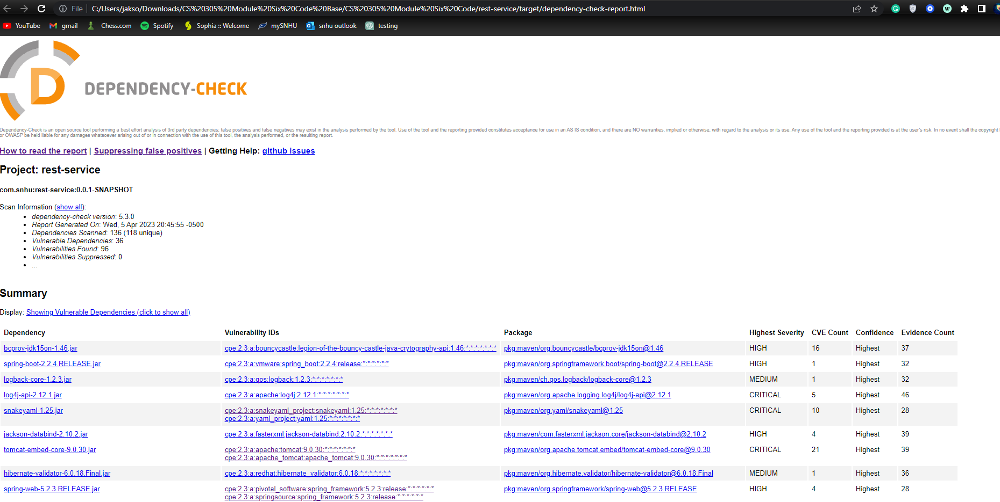 File | C:/Users/jakso/Downloads/CS%20305%20Module%20Six%20Code%20Base/CS%20305%20Module%20Six%20Code/rest-service/target/dependency-check-report.html
YouTube gmail Chess.com Spotify Sophia :: Welcome mySNHU snhu outlook testing
D DEPENDENCY-CHECK
Dependency-Check is an open source tool performing a best effort analysis of 3rd party dependencies; false positives and false negatives may exist in the analysis performed by the tool. Use of the tool and the reporting provided constitutes acceptance for use in an AS IS condition, and there are NO warranties, implied or otherwise, with regard to the analysis or its use. Any use of the tool and the reporting provided is at the user's risk. In no event shall the copyright
or OWASP be held liable for any damages whatsoever arising out of or in connection with the use of this tool, the analysis performed, or the resulting report.
How to read the report | Suppressing false positives | Getting Help: github issues
Project: rest-service
com.snhu:rest-service:0.0.1-SNAPSHOT
Scan Information (show all):
• dependency-check version: 5.3.0
• Report Generated On: Wed, 5 Apr 2023 20:45:55 -0500
• Dependencies Scanned: 136 (118 unique)
• Vulnerable Dependencies: 36
• Vulnerabilities Found: 96
• Vulnerabilities Suppressed: 0
• ...
Summary
Display: Showing Vulnerable Dependencies (click to show all)
Dependency Vulnerability IDs Package Highest Severity CVE Count Confidence Evidence Count
bcprov-jdk15on-1.46.jar cpe:2.3:a:bouncycastle:legion-of-the-bouncy-castle-java-crytography-api:1.46:*:*:*:*:*:*:* pkg:maven/org.bouncycastle/bcprov-jdk15on@1.46 HIGH 16 Highest 37
spring-boot-2.2.4.RELEASE.jar cpe:2.3:a:vmware:spring_boot:2.2.4:release:*:*:*:*:*:* pkg:maven/org.springframework.boot/spring-boot@2.2.4.RELEASE HIGH 1 Highest 32
logback-core-1.2.3.jar cpe:2.3:a:qos:logback:1.2.3:*:*:*:*:*:*:* pkg:maven/ch.qos.logback/logback-core@1.2.3 MEDIUM 1 Highest 32
log4j-api-2.12.1.jar cpe:2.3:a:apache:log4j:2.12.1:*:*:*:*:*:*:* pkg:maven/org.apache.logging.log4j/log4j-api@2.12.1 CRITICAL 5 Highest 46
snakeyaml-1.25.jar cpe:2.3:a:snakeyaml_project:snakeyaml:1.25:*:*:*:*:*:*:* pkg:maven/org.yaml/snakeyaml@1.25 CRITICAL 10 Highest 28
cpe:2.3:a:yaml_project:yaml:1.25:*:*:*:*:*:*:*
jackson-databind-2.10.2.jar cpe:2.3:a:fasterxml:jackson-databind:2.10.2:*:*:*:*:*:*:* pkg:maven/com.fasterxml.jackson.core/jackson-databind@2.10.2 HIGH 4 Highest 39
tomcat-embed-core-9.0.30.jar cpe:2.3:a:apache:tomcat:9.0.30:*:*:*:*:*:*:* pkg:maven/org.apache.tomcat.embed/tomcat-embed-core@9.0.30 CRITICAL 21 Highest 39
cpe:2.3:a:apache_tomcat:apache_tomcat:9.0.30:*:*:*:*:*:*:*
hibernate-validator-6.0.18.Final.jar cpe:2.3:a:redhat:hibernate_validator:6.0.18:*:*:*:*:*:*:* pkg:maven/org.hibernate.validator/hibernate-validator@6.0.18.Final MEDIUM 1 Highest 36
spring-web-5.2.3.RELEASE.jar cpe:2.3:a:pivotal_software:spring_framework:5.2.3:release:*:*:*:*:*:* pkg:maven/org.springframework/spring-web@5.2.3.RELEASE HIGH 4 Highest 28
cpe:2.3:a:springsource:spring_framework:5.2.3:release:*:*:*:*:*:*